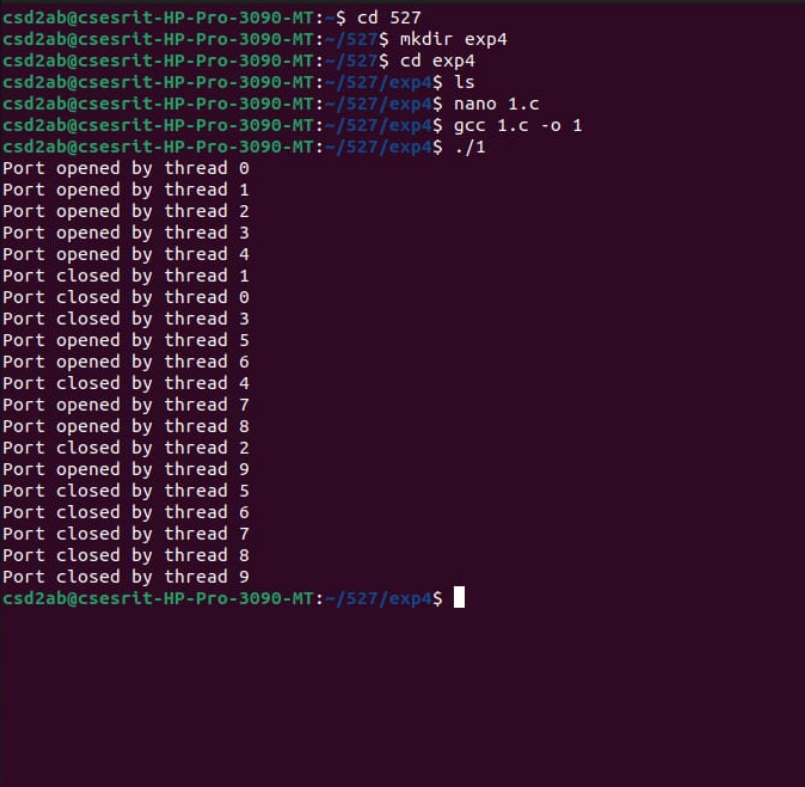 csd2ab@csesrit-HP-Pro-3090-MT:~$ cd 527
csd2ab@csesrit-HP-Pro-3090-MT:~/527$ mkdir exp4
csd2ab@csesrit-HP-Pro-3090-MT:~/527$ cd exp4
csd2ab@csesrit-HP-Pro-3090-MT:~/527/exp4$ ls
csd2ab@csesrit-HP-Pro-3090-MT:~/527/exp4$ nano 1.c
csd2ab@csesrit-HP-Pro-3090-MT:~/527/exp4$ gcc 1.c -o 1
csd2ab@csesrit-HP-Pro-3090-MT:~/527/exp4$ ./1
Port opened by thread 0
Port opened by thread 1
Port opened by thread 2
Port opened by thread 3
Port opened by thread 4
Port closed by thread 1
Port closed by thread 0
Port closed by thread 3
Port opened by thread 5
Port opened by thread 6
Port closed by thread 4
Port opened by thread 7
Port opened by thread 8
Port closed by thread 2
Port opened by thread 9
Port closed by thread 5
Port closed by thread 6
Port closed by thread 7
Port closed by thread 8
Port closed by thread 9
csd2ab@csesrit-HP-Pro-3090-MT:~/527/exp4$